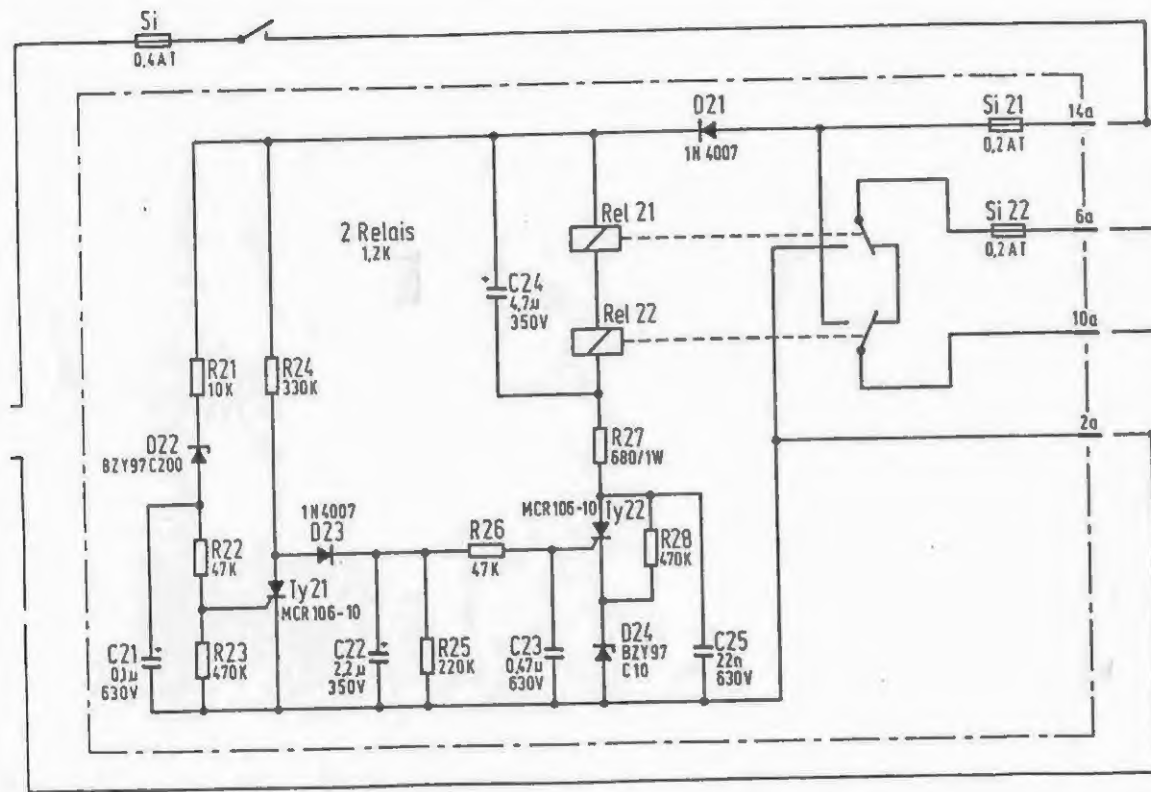 Si
0,4AT
D21
1N 4007
Si 21
0,2AT
14a
Rel 21
Si 22
0,2AT
6a
2 Relais
1,2K
C24
4,7µ
350V
Rel 22
10a
R21
10K
R24
330K
2a
D22
BZY97C200
R27
680/1W
1N4007
D23
MCR106-10
Ty22
R26
47K
R28
470K
R22
47K
Ty21
MCR106-10
C21
0,1µ
630V
R23
470K
C22
2,2µ
350V
R25
220K
C23
0,47µ
630V
D24
BZY97
C10
C25
22n
630V